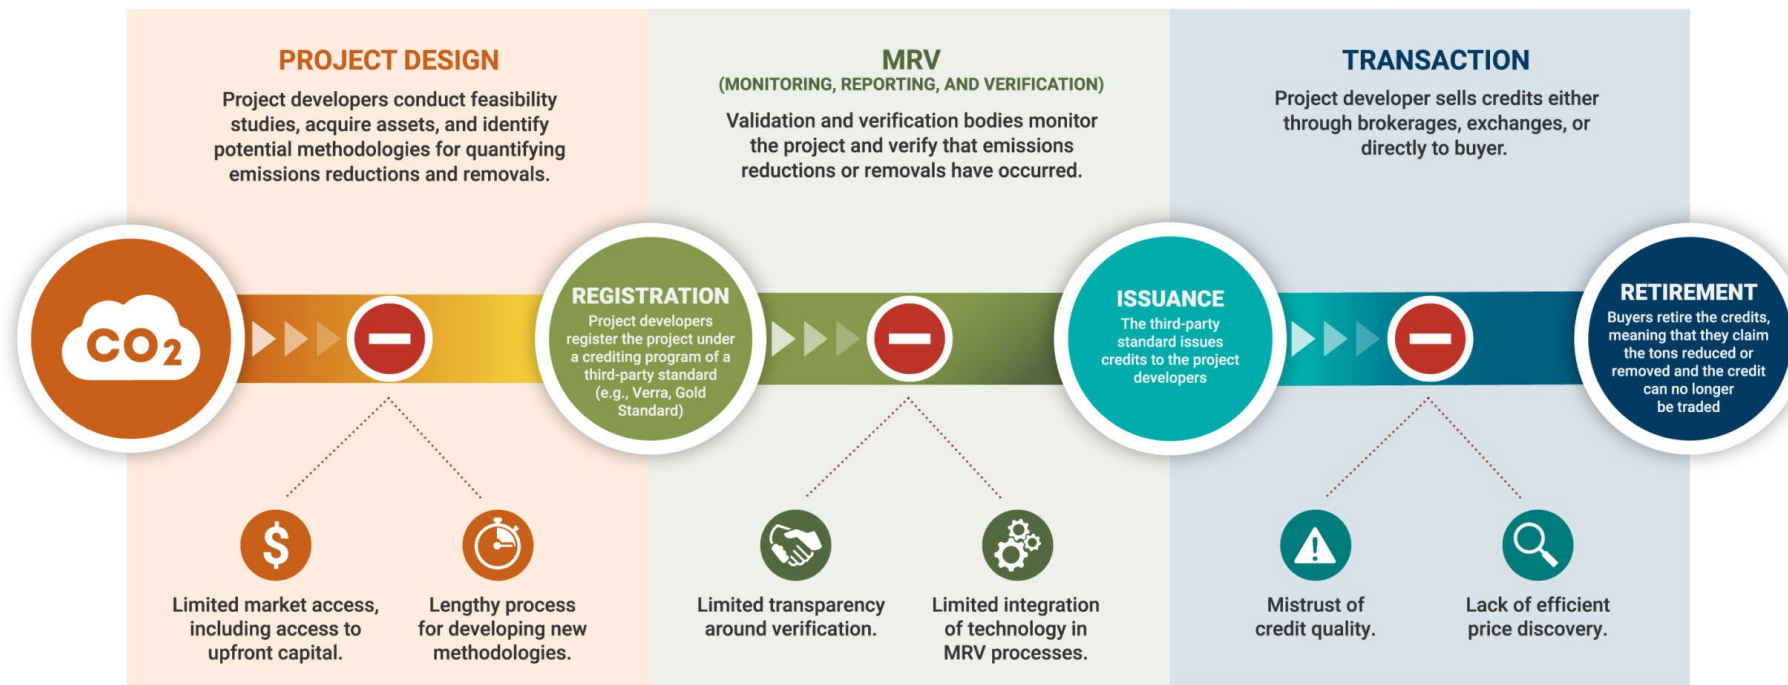 PROJECT DESIGN
Project developers conduct feasibility
studies, acquire assets, and identify
potential methodologies for quantifying
emissions reductions and removals.
MRV
(MONITORING, REPORTING, AND VERIFICATION)
Validation and verification bodies monitor
the project and verify that emissions
reductions or removals have occurred.
TRANSACTION
Project developer sells credits either
through brokerages, exchanges, or
directly to buyer.
CO2
REGISTRATION
Project developers
register the project under
a crediting program of a
third-party standard
(e.g., Verra, Gold
Standard)
ISSUANCE
The third-party
standard issues
credits to the project
developers
RETIREMENT
Buyers retire the credits,
meaning that they claim
the tons reduced or
removed and the credit
can no longer
be traded
$
Limited market access,
including access to
upfront capital.
Lengthy process
for developing new
methodologies.
Limited transparency
around verification.
Limited integration
of technology in
MRV processes.
!
Mistrust of
credit quality.
Lack of efficient
price discovery.